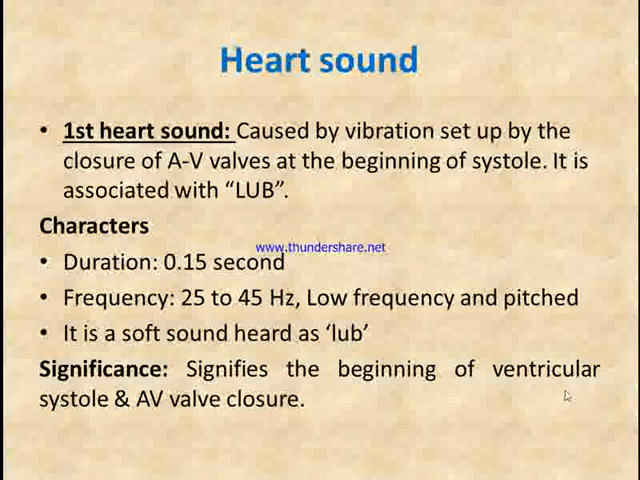 Heart sound
• 1st heart sound: Caused by vibration set up by the
closure of A-V valves at the beginning of systole. It is
associated with “LUB”.
Characters
www.thundershare.net
• Duration: 0.15 second
• Frequency: 25 to 45 Hz, Low frequency and pitched
• It is a soft sound heard as ‘lub’
Significance: Signifies the beginning of ventricular
systole & AV valve closure.